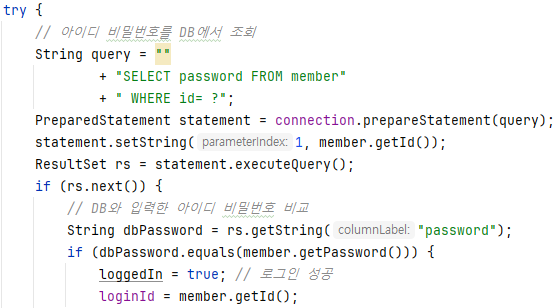 try {
// 아이디 비밀번호를 DB에서 조회
String query = ""
+ "SELECT password FROM member"
+ " WHERE id= ?";
PreparedStatement statement = connection.prepareStatement(query);
statement.setString( parameterIndex: 1, member.getId());
ResultSet rs = statement.executeQuery();
if (rs.next()) {
// DB와 입력한 아이디 비밀번호 비교
String dbPassword = rs.getString( columnLabel: "password");
if (dbPassword.equals(member.getPassword())) {
loggedIn = true; // 로그인 성공
loginId = member.getId();